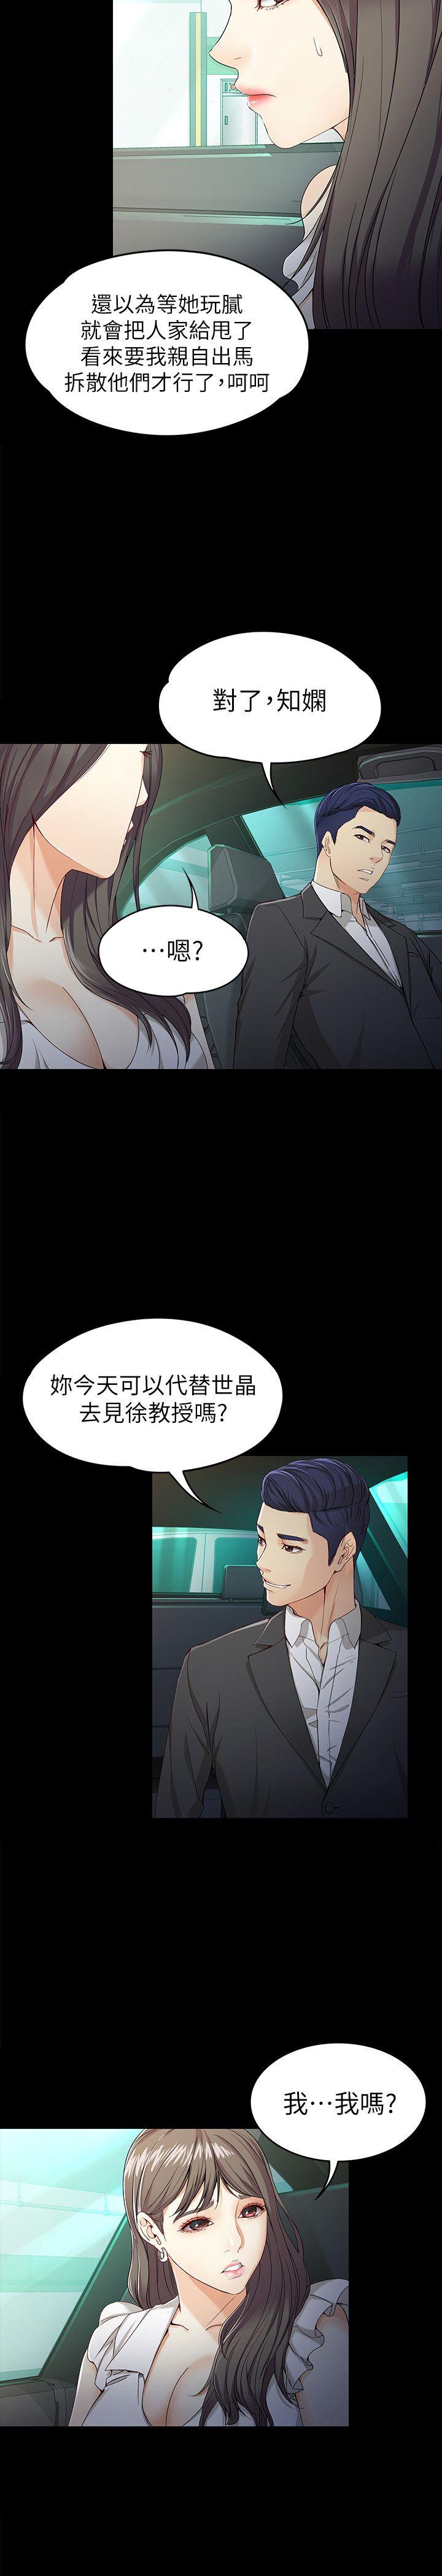 還以為等她玩膩
就會把人家給甩了
看來要我親自出馬
拆散他們才行了，呵呵
對了，知嫻
⋯嗯？
妳今天可以代替世晶
去見徐教授嗎？
我⋯我嗎？